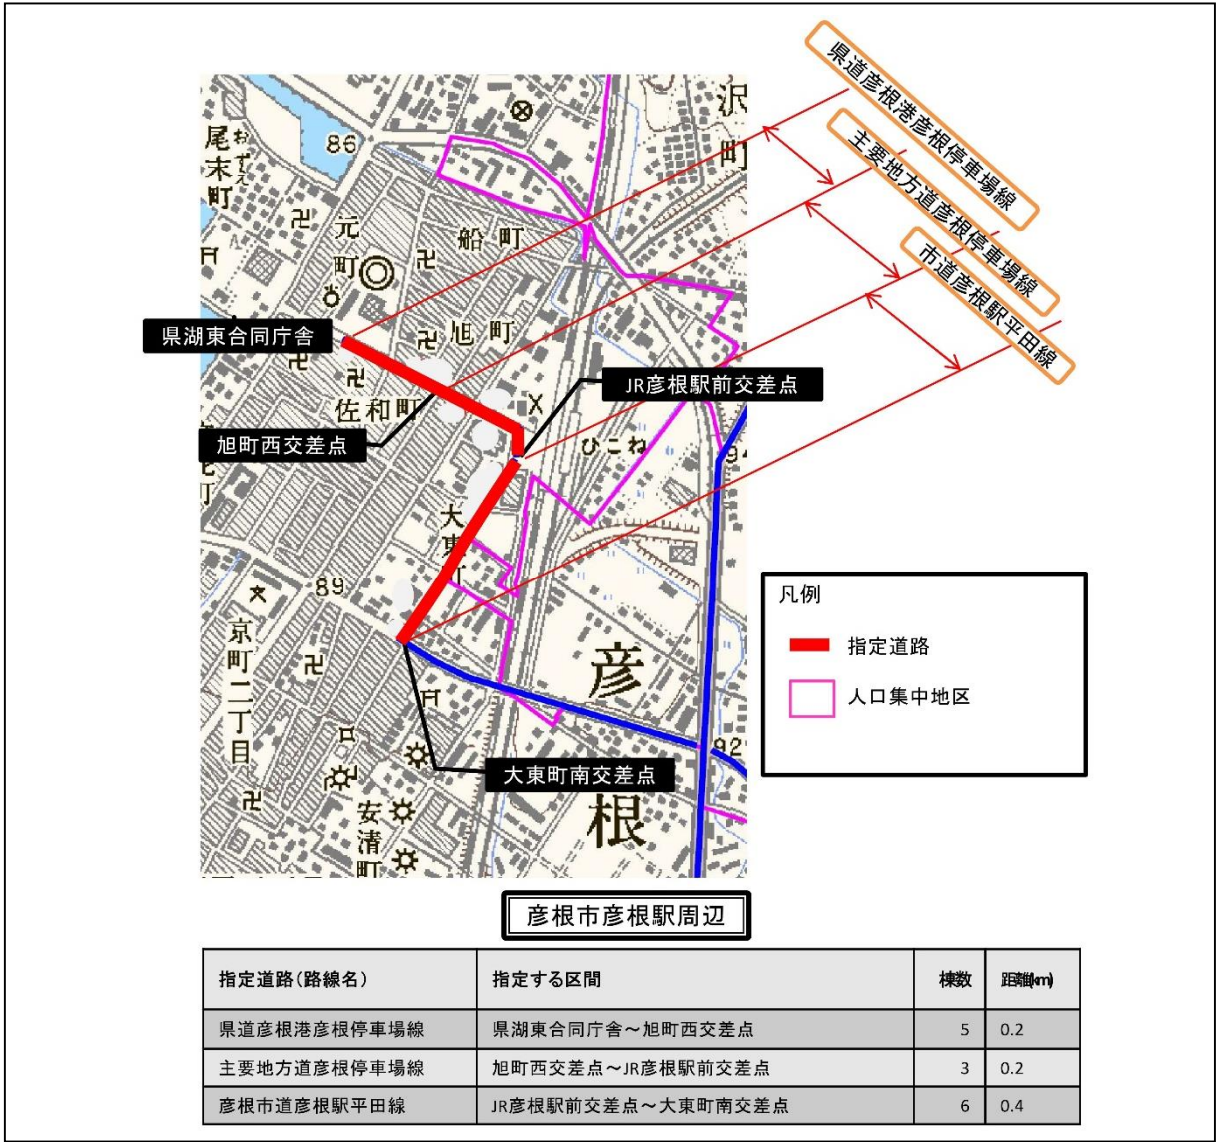 県道彦根港彦根停車場線
主要地方道彦根停車場線
市道彦根駅平田線
沢町
尾末町
おずえ
86
元町
船町
県湖東合同庁舎
旭町
佐和町
旭町西交差点
JR彦根駅前交差点
ひこね
大東町
89
京町二丁目
彦根
92
大東町南交差点
安清町
凡例
指定道路
人口集中地区
彦根市彦根駅周辺
指定道路(路線名) 指定する区間 棟数 距離(km)
県道彦根港彦根停車場線 県湖東合同庁舎~旭町西交差点 5 0.2
主要地方道彦根停車場線 旭町西交差点~JR彦根駅前交差点 3 0.2
彦根市道彦根駅平田線 JR彦根駅前交差点~大東町南交差点 6 0.4